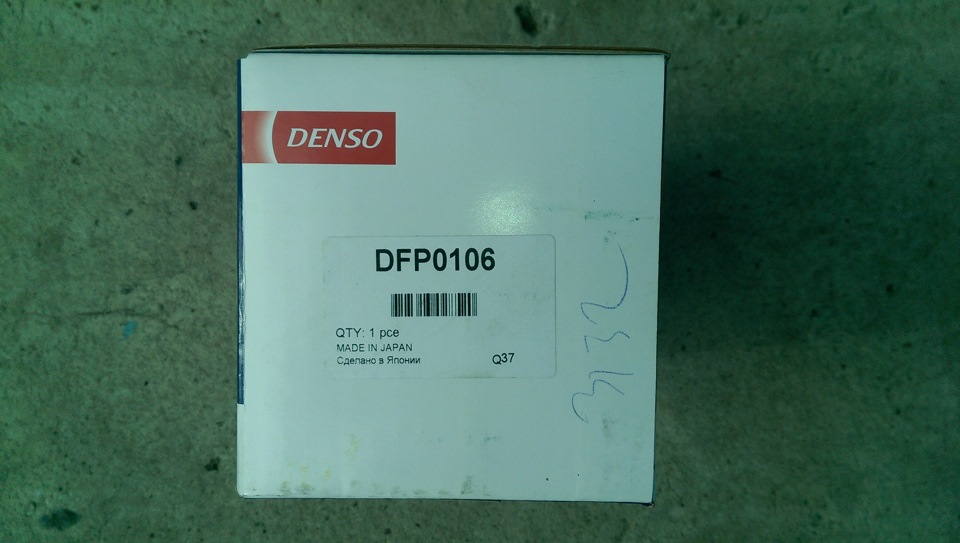 DENSO
DFP0106
QTY: 1 pce
MADE IN JAPAN
Сделано в Японии
Q37